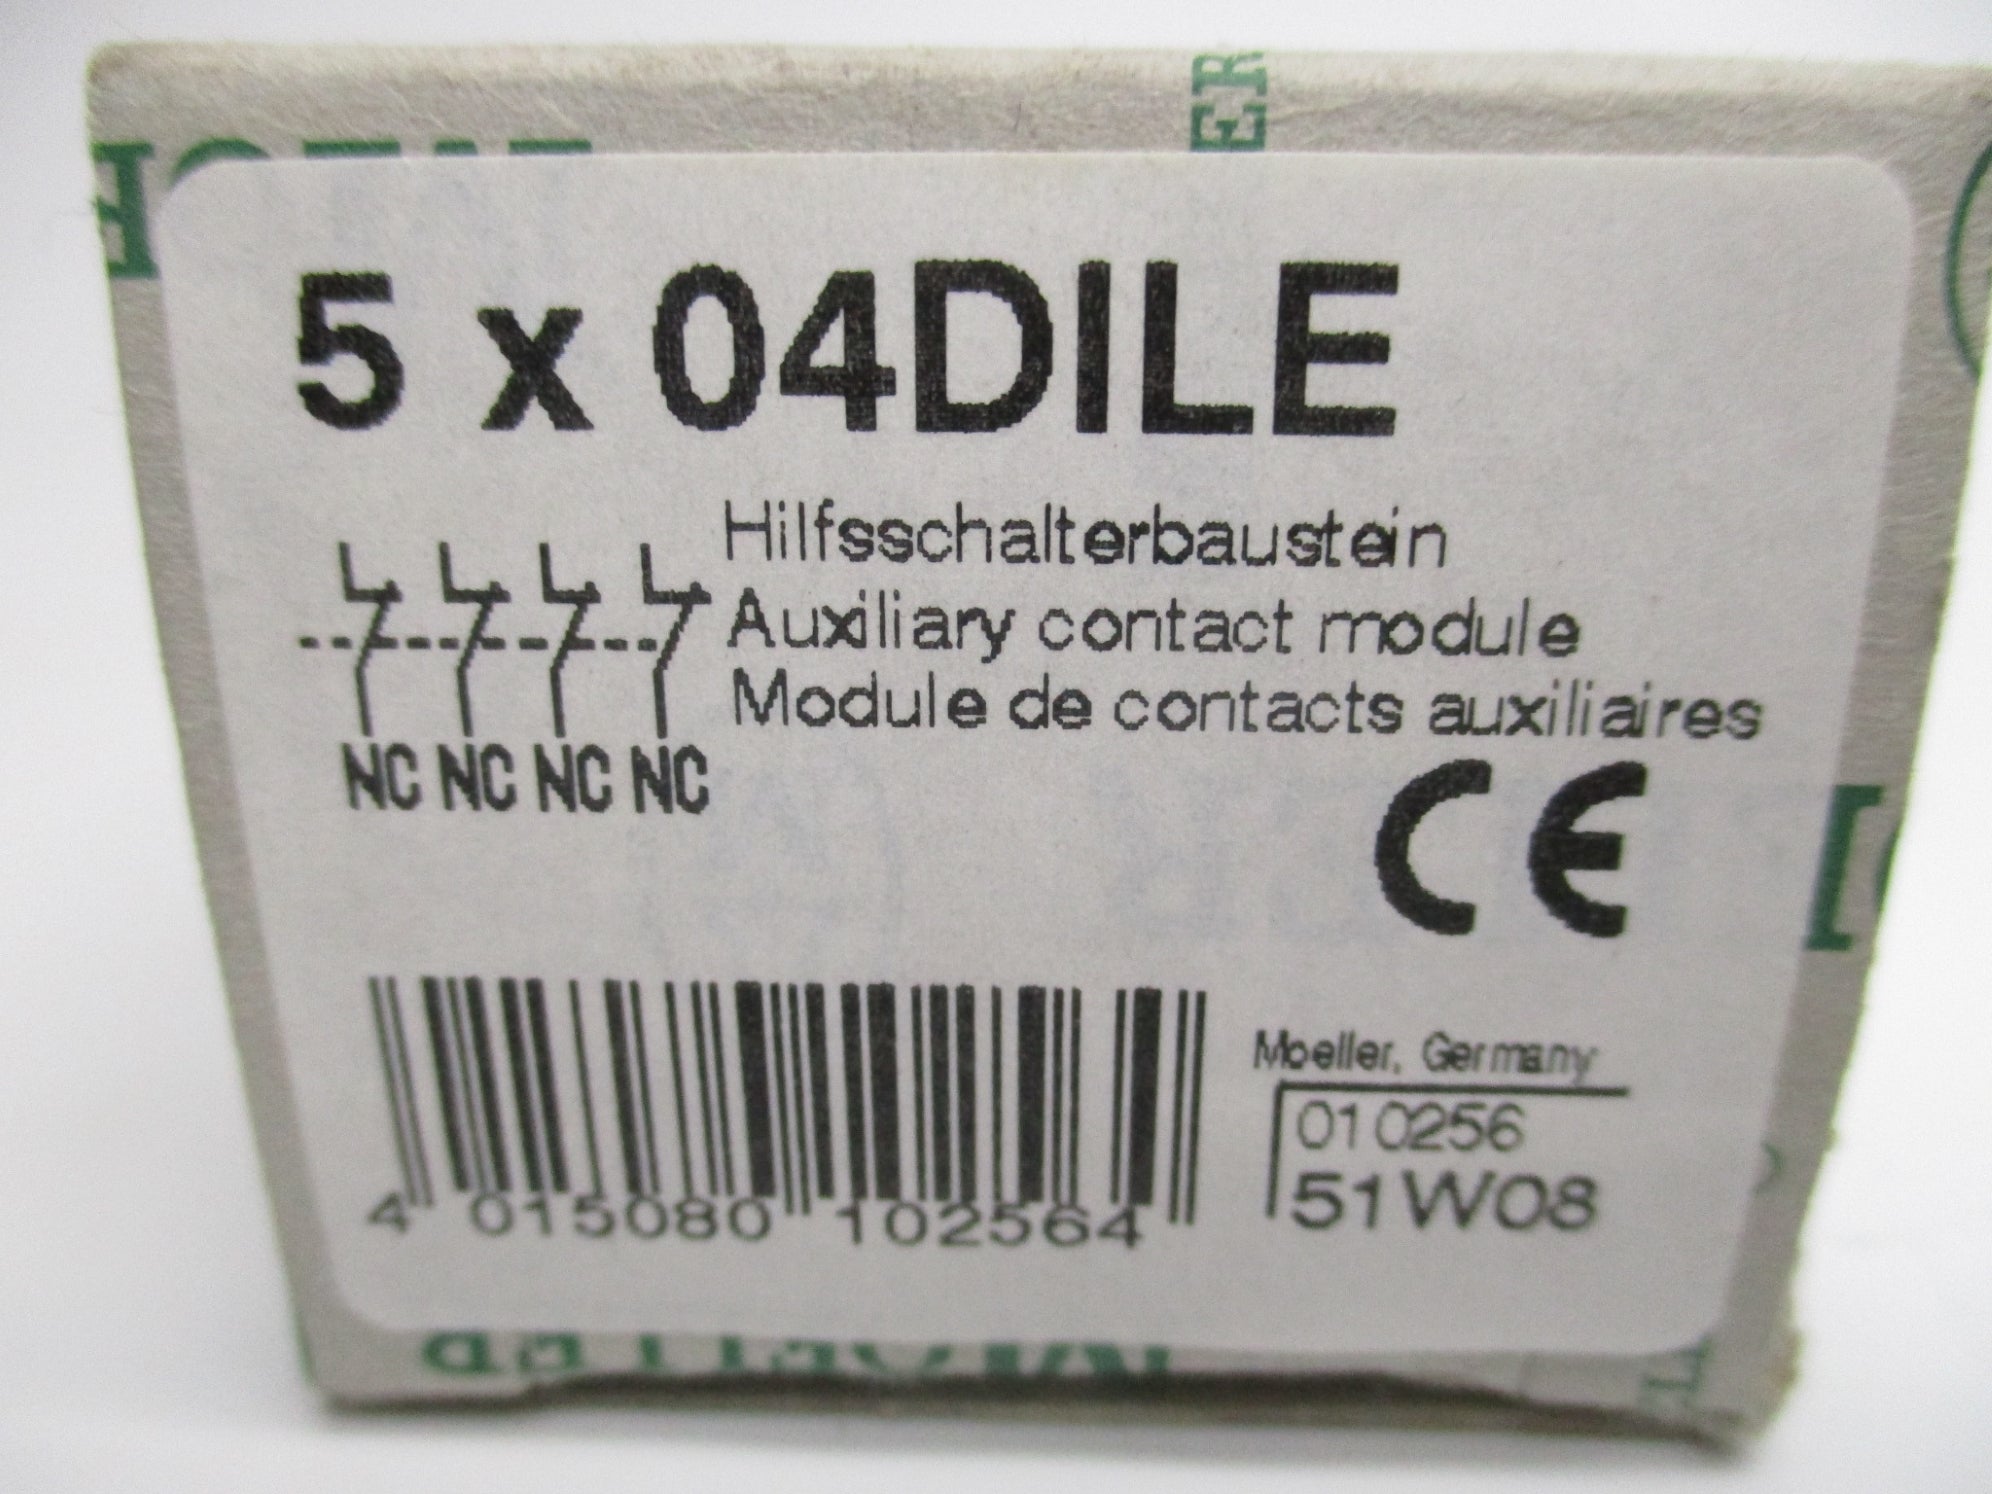 5 x 04DILE
Hilfsschalterbaustein
Auxiliary contact module
Module de contacts auxiliaires
NC NC NC NC
CE
Moeller, Germany
010256
51W08
4 015080 102564
MOELLER